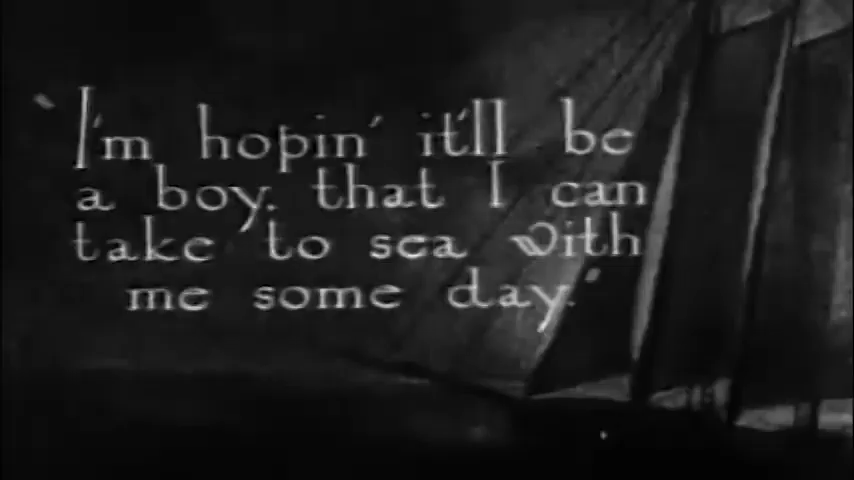 "I'm hopin' it'll be
a boy, that I can
take to sea with
me some day."